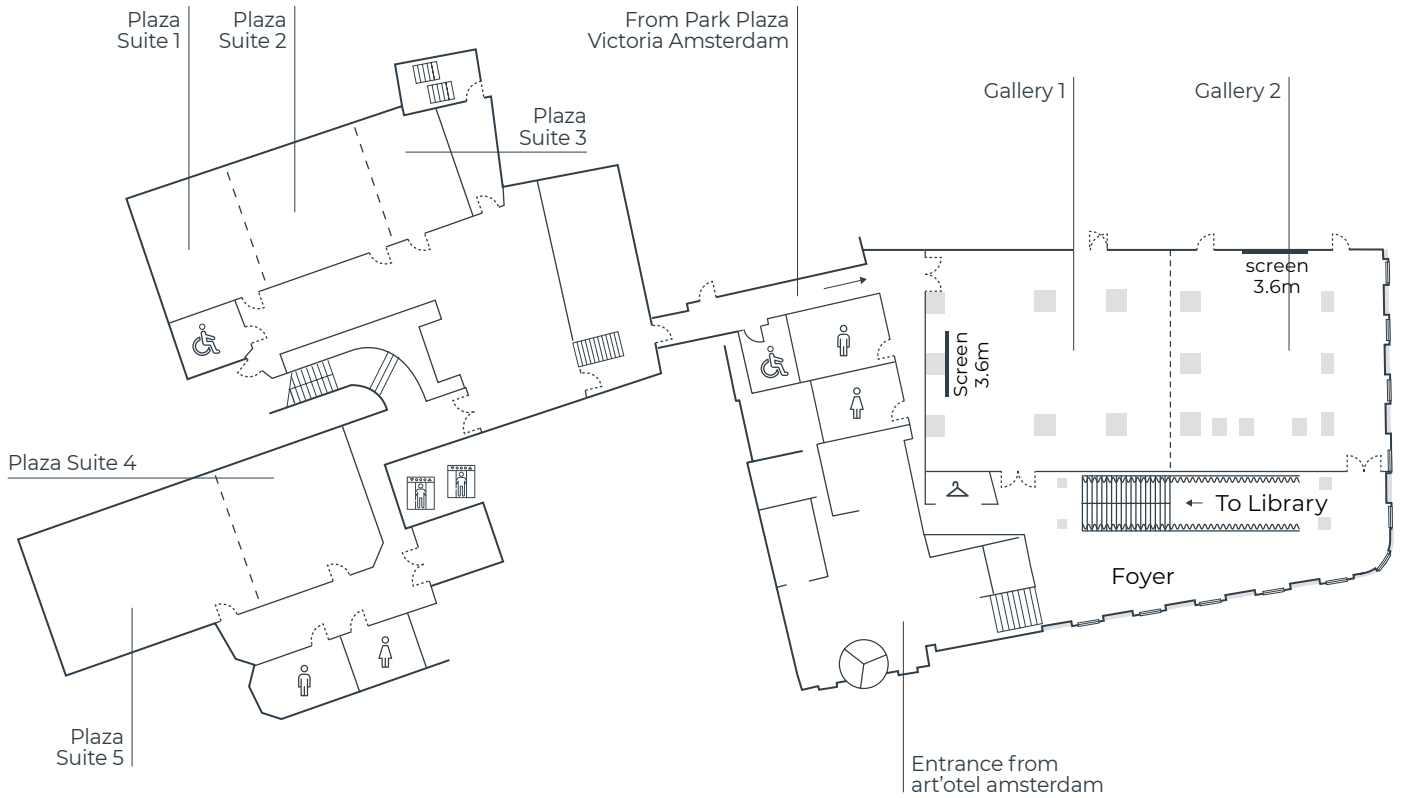 Plaza
Suite 1
Plaza
Suite 2
From Park Plaza
Victoria Amsterdam
Gallery 1
Gallery 2
Plaza
Suite 3
screen
3.6m
Screen
3.6m
Plaza Suite 4
To Library
Foyer
Plaza
Suite 5
Entrance from
art’otel amsterdam